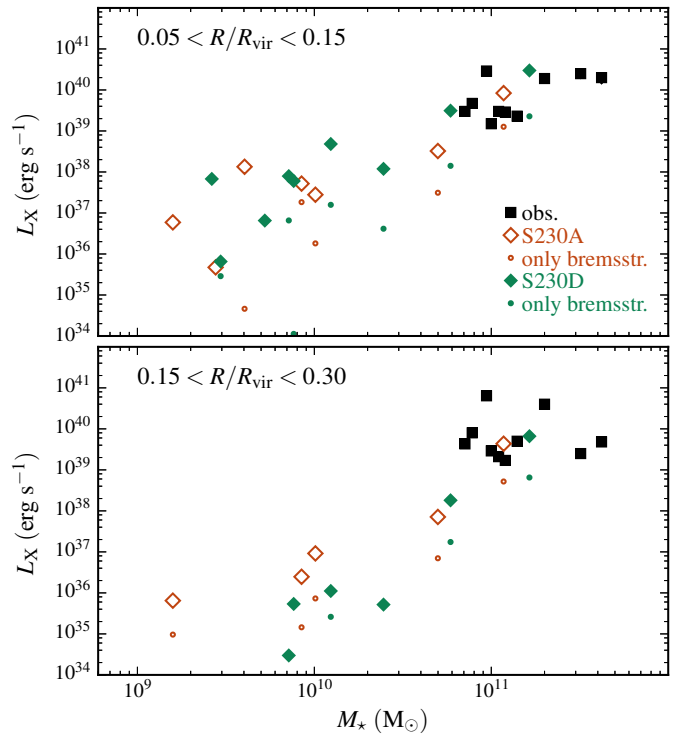 0.05 < R/R_vir < 0.15
10^41
10^40
10^39
10^38
10^37
10^36
10^35
10^34
L_X (erg s^−1)
obs.
S230A
only bremsstr.
S230D
only bremsstr.
0.15 < R/R_vir < 0.30
10^41
10^40
10^39
10^38
10^37
10^36
10^35
10^34
L_X (erg s^−1)
10^9 10^10 10^11
M_⋆ (M_⊙)